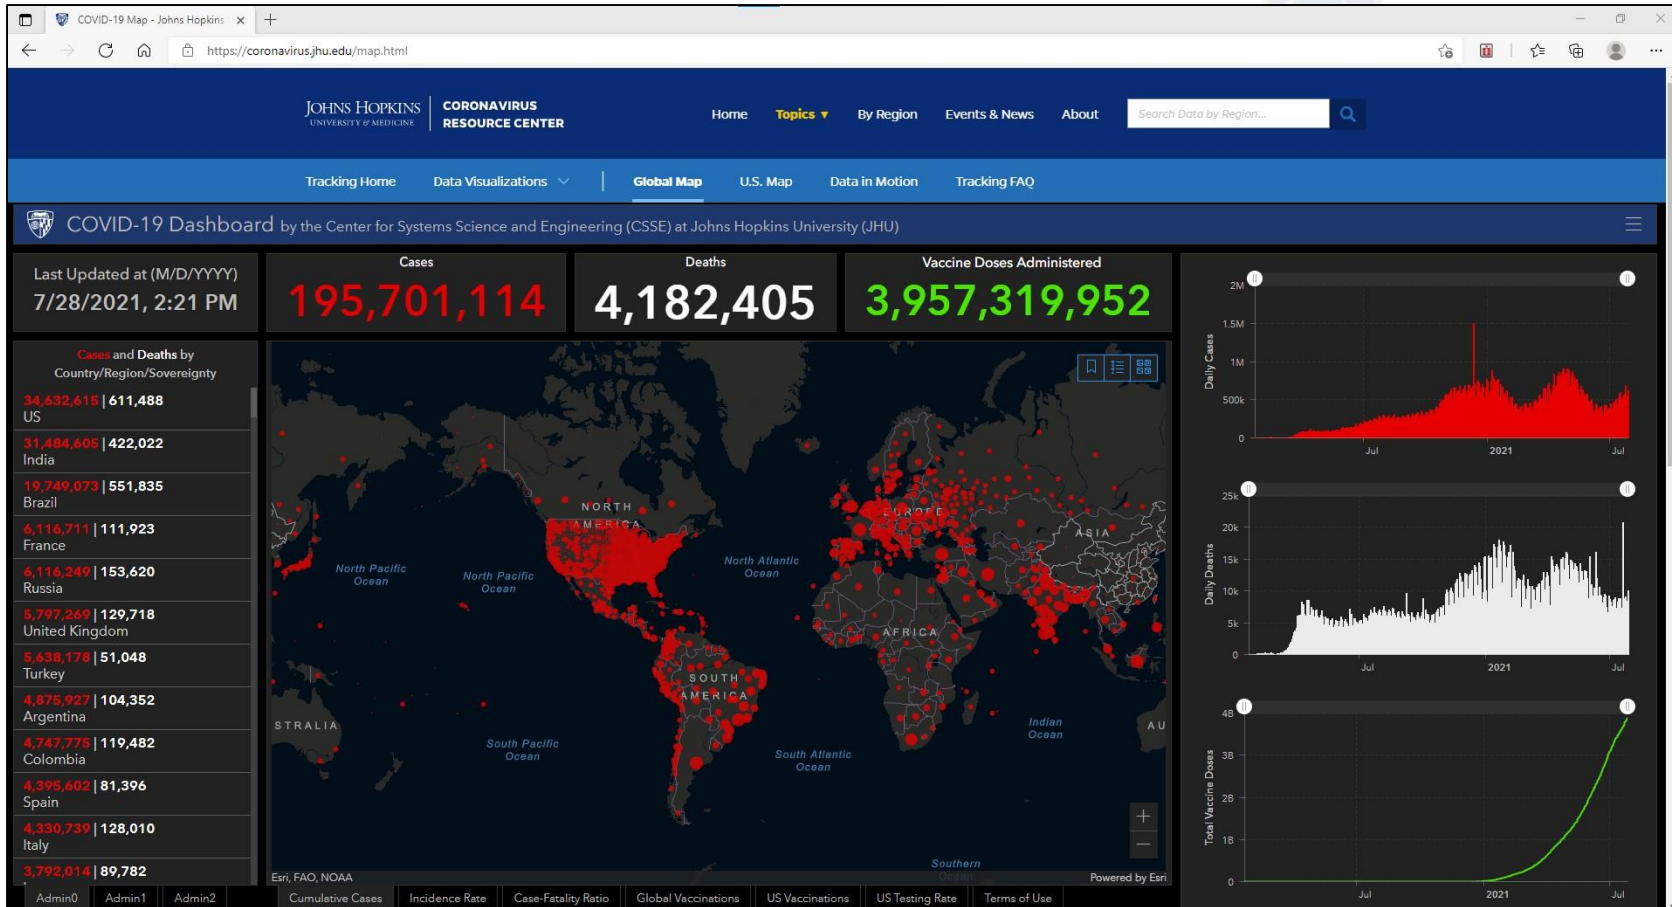 COVID-19 Map - Johns Hopkins
https://coronavirus.jhu.edu/map.html
JOHNS HOPKINS
UNIVERSITY & MEDICINE
CORONAVIRUS
RESOURCE CENTER
Home
Topics
By Region
Events & News
About
Search Data by Region...
Tracking Home
Data Visualizations
Global Map
U.S. Map
Data in Motion
Tracking FAQ
COVID-19 Dashboard by the Center for Systems Science and Engineering (CSSE) at Johns Hopkins University (JHU)
Last Updated at (M/D/YYYY)
7/28/2021, 2:21 PM
Cases
195,701,114
Deaths
4,182,405
Vaccine Doses Administered
3,957,319,952
Cases and Deaths by
Country/Region/Sovereignty
34,632,615 | 611,488
US
31,484,605 | 422,022
India
19,749,073 | 551,835
Brazil
6,116,711 | 111,923
France
6,116,249 | 153,620
Russia
5,797,269 | 129,718
United Kingdom
5,638,178 | 51,048
Turkey
4,875,927 | 104,352
Argentina
4,747,775 | 119,482
Colombia
4,395,602 | 81,396
Spain
4,330,739 | 128,010
Italy
3,792,014 | 89,782
Admin0
Admin1
Admin2
NORTH
AMERICA
EUROPE
ASIA
North Pacific
Ocean
North Pacific
Ocean
North Atlantic
Ocean
AFRICA
SOUTH
AMERICA
STRALIA
AU
South Pacific
Ocean
South Atlantic
Ocean
Indian
Ocean
Southern
Ocean
Esri, FAO, NOAA
Powered by Esri
Cumulative Cases
Incidence Rate
Case-Fatality Ratio
Global Vaccinations
US Vaccinations
US Testing Rate
Terms of Use
2M
1.5M
1M
500k
0
Daily Cases
Jul
2021
Jul
25k
20k
15k
10k
5k
0
Daily Deaths
Jul
2021
Jul
4B
3B
2B
1B
0
Total Vaccine Doses
Jul
2021
Jul